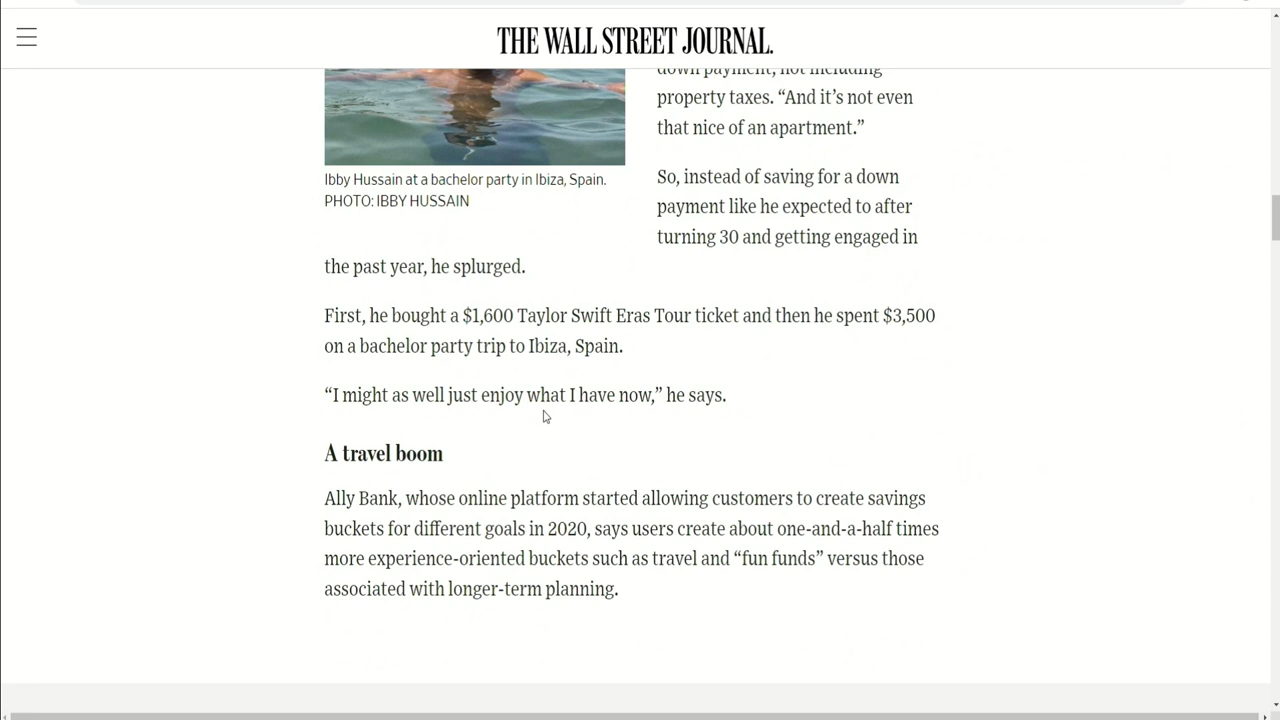 THE WALL STREET JOURNAL.
down payment, not including
property taxes. “And it’s not even
that nice of an apartment.”
Ibby Hussain at a bachelor party in Ibiza, Spain.
PHOTO: IBBY HUSSAIN
So, instead of saving for a down
payment like he expected to after
turning 30 and getting engaged in
the past year, he splurged.
First, he bought a $1,600 Taylor Swift Eras Tour ticket and then he spent $3,500
on a bachelor party trip to Ibiza, Spain.
“I might as well just enjoy what I have now,” he says.
A travel boom
Ally Bank, whose online platform started allowing customers to create savings
buckets for different goals in 2020, says users create about one-and-a-half times
more experience-oriented buckets such as travel and “fun funds” versus those
associated with longer-term planning.